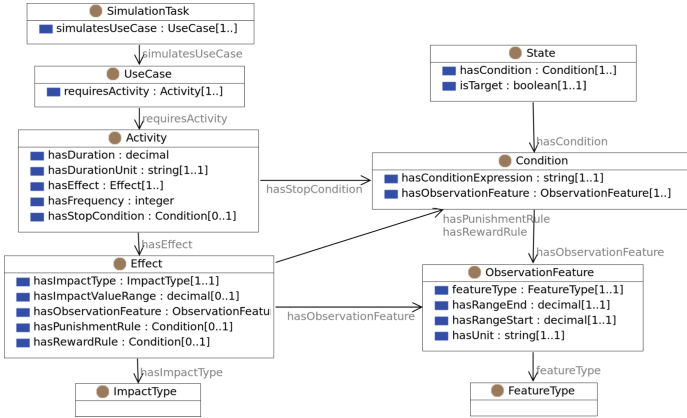 SimulationTask
simulatesUseCase : UseCase[1..]
simulatesUseCase
UseCase
requiresActivity : Activity[1..]
requiresActivity
Activity
hasDuration : decimal
hasDurationUnit : string[1..1]
hasEffect : Effect[1..]
hasFrequency : integer
hasStopCondition : Condition[0..1]
hasStopCondition
hasEffect
Effect
hasImpactType : ImpactType[1..1]
hasImpactValueRange : decimal[0..1]
hasObservationFeature : ObservationFeatu
hasPunishmentRule : Condition[0..1]
hasRewardRule : Condition[0..1]
hasImpactType
ImpactType
State
hasCondition : Condition[1..]
isTarget : boolean[1..1]
hasCondition
Condition
hasConditionExpression : string[1..1]
hasObservationFeature : ObservationFeature[1..]
hasPunishmentRule
hasRewardRule
hasObservationFeature
hasObservationFeature
ObservationFeature
featureType : FeatureType[1..1]
hasRangeEnd : decimal[1..1]
hasRangeStart : decimal[1..1]
hasUnit : string[1..1]
featureType
FeatureType